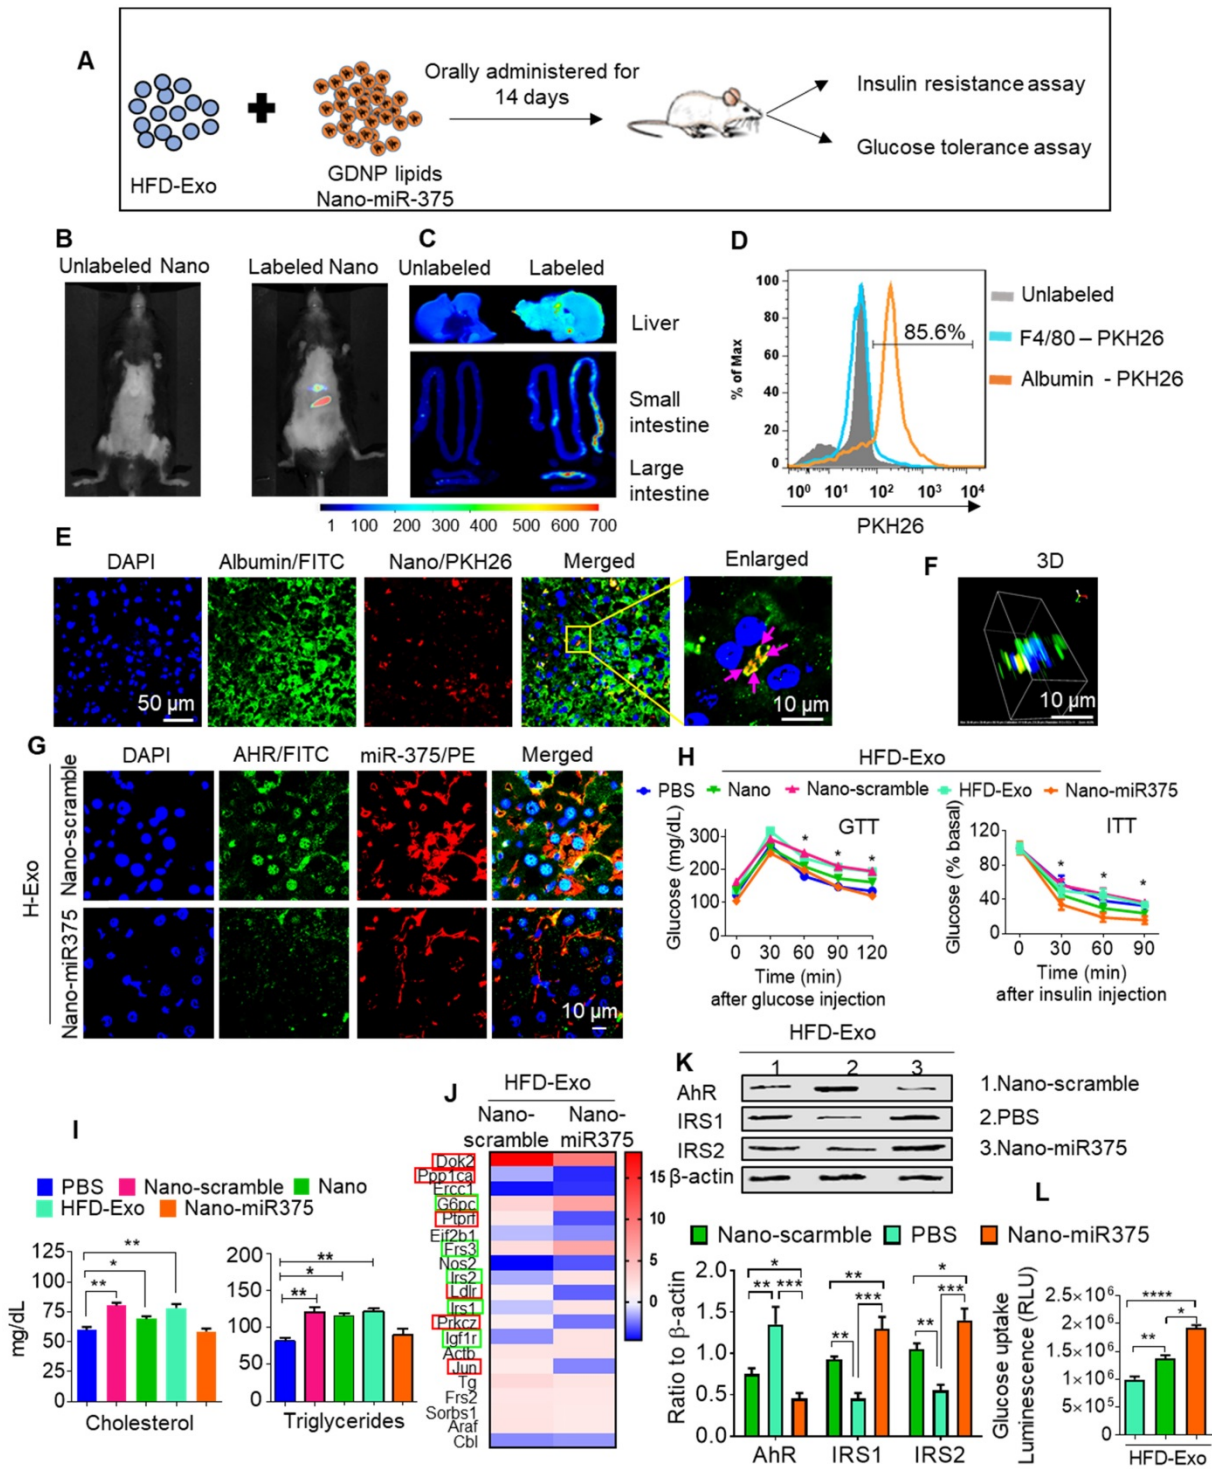 A
HFD-Exo
GDNP lipids
Nano-miR-375
Orally administered for
14 days
Insulin resistance assay
Glucose tolerance assay
B
Unlabeled Nano
Labeled Nano
C
Unlabeled
Labeled
Liver
Small
intestine
Large
intestine
1 100 200 300 400 500 600 700
D
% of Max
100
80
60
40
20
0
85.6%
10⁰ 10¹ 10² 10³ 10⁴
PKH26
Unlabeled
F4/80 – PKH26
Albumin - PKH26
E
DAPI
Albumin/FITC
Nano/PKH26
Merged
Enlarged
50 µm
10 µm
F
3D
10 µm
G
DAPI
AHR/FITC
miR-375/PE
Merged
H-Exo
Nano-scramble
Nano-miR375
10 µm
H
HFD-Exo
PBS Nano Nano-scramble HFD-Exo Nano-miR375
GTT
Glucose (mg/dL)
300
200
100
0
* * *
0 30 60 90 120
Time (min)
after glucose injection
ITT
Glucose (% basal)
120
80
40
0
* * *
0 30 60 90
Time (min)
after insulin injection
I
PBS Nano-scramble Nano
HFD-Exo Nano-miR375
mg/dL
125
100
75
50
25
0
**
*
**
Cholesterol
200
150
100
50
0
**
*
**
Triglycerides
J
HFD-Exo
Nano-
scramble
Nano-
miR375
Dok2
Ppp1ca
Ercc1
G6pc
Ptprf
Eif2b1
Frs3
Nos2
Irs2
Ldlr
Irs1
Prkcz
Igf1r
Actb
Jun
Tg
Frs2
Sorbs1
Araf
Cbl
15
10
5
0
K
HFD-Exo
1 2 3
AhR
IRS1
IRS2
β-actin
1.Nano-scramble
2.PBS
3.Nano-miR375
Nano-scarmble PBS Nano-miR375
Ratio to β-actin
2.0
1.5
1.0
0.5
0.0
*
** ***
**
** ***
*
** ***
AhR IRS1 IRS2
L
Glucose uptake
Luminescence (RLU)
2.5×10⁶
2×10⁶
1.5×10⁶
1×10⁶
5×10⁵
0
****
*
**
HFD-Exo